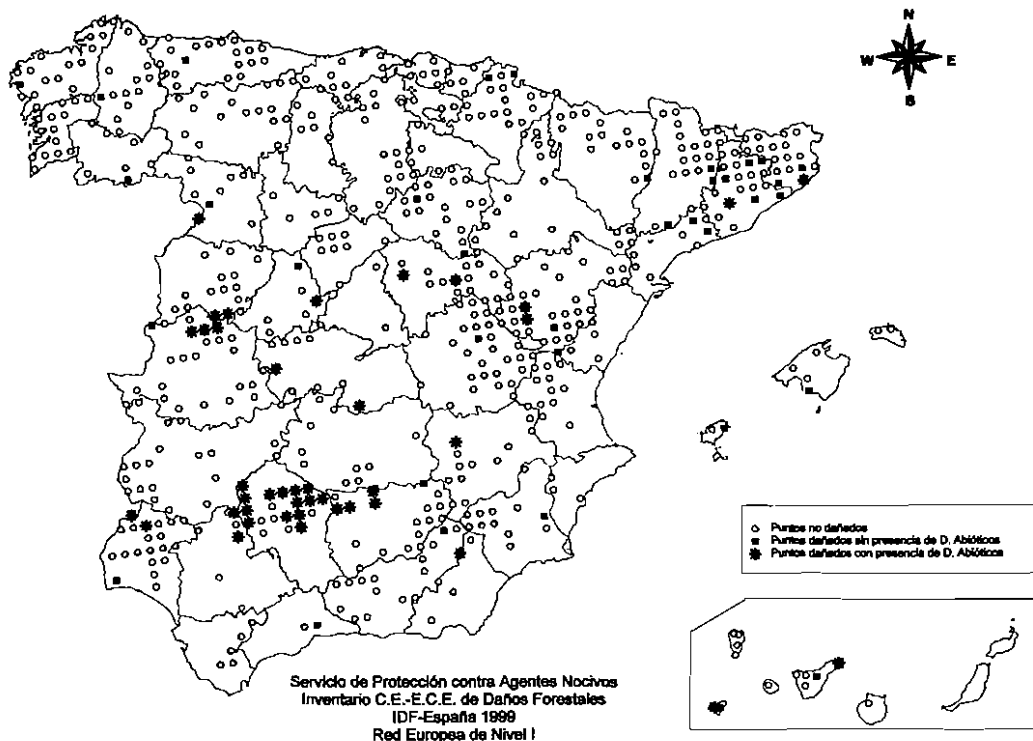 N
W E
S
Puntos no dañados
Puntos dañados sin presencia de D. Abióticos
Puntos dañados con presencia de D. Abióticos
Servicio de Protección contra Agentes Nocivos
Inventario C.E.-E.C.E. de Daños Forestales
IDF-España 1999
Red Europea de Nivel I